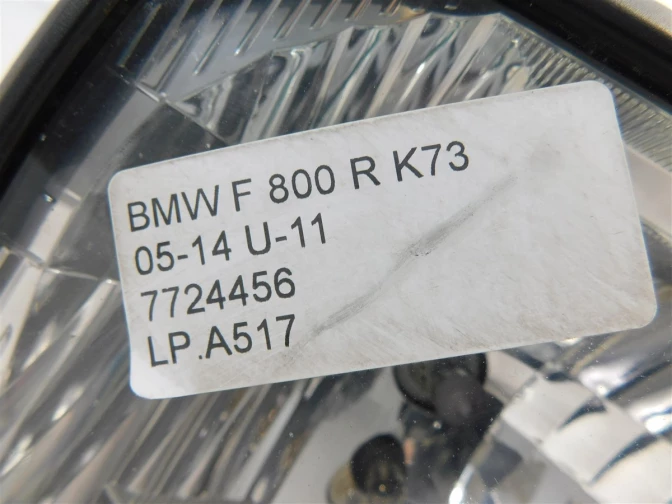 BMW F 800 R K73
05-14 U-11
7724456
LP.A517